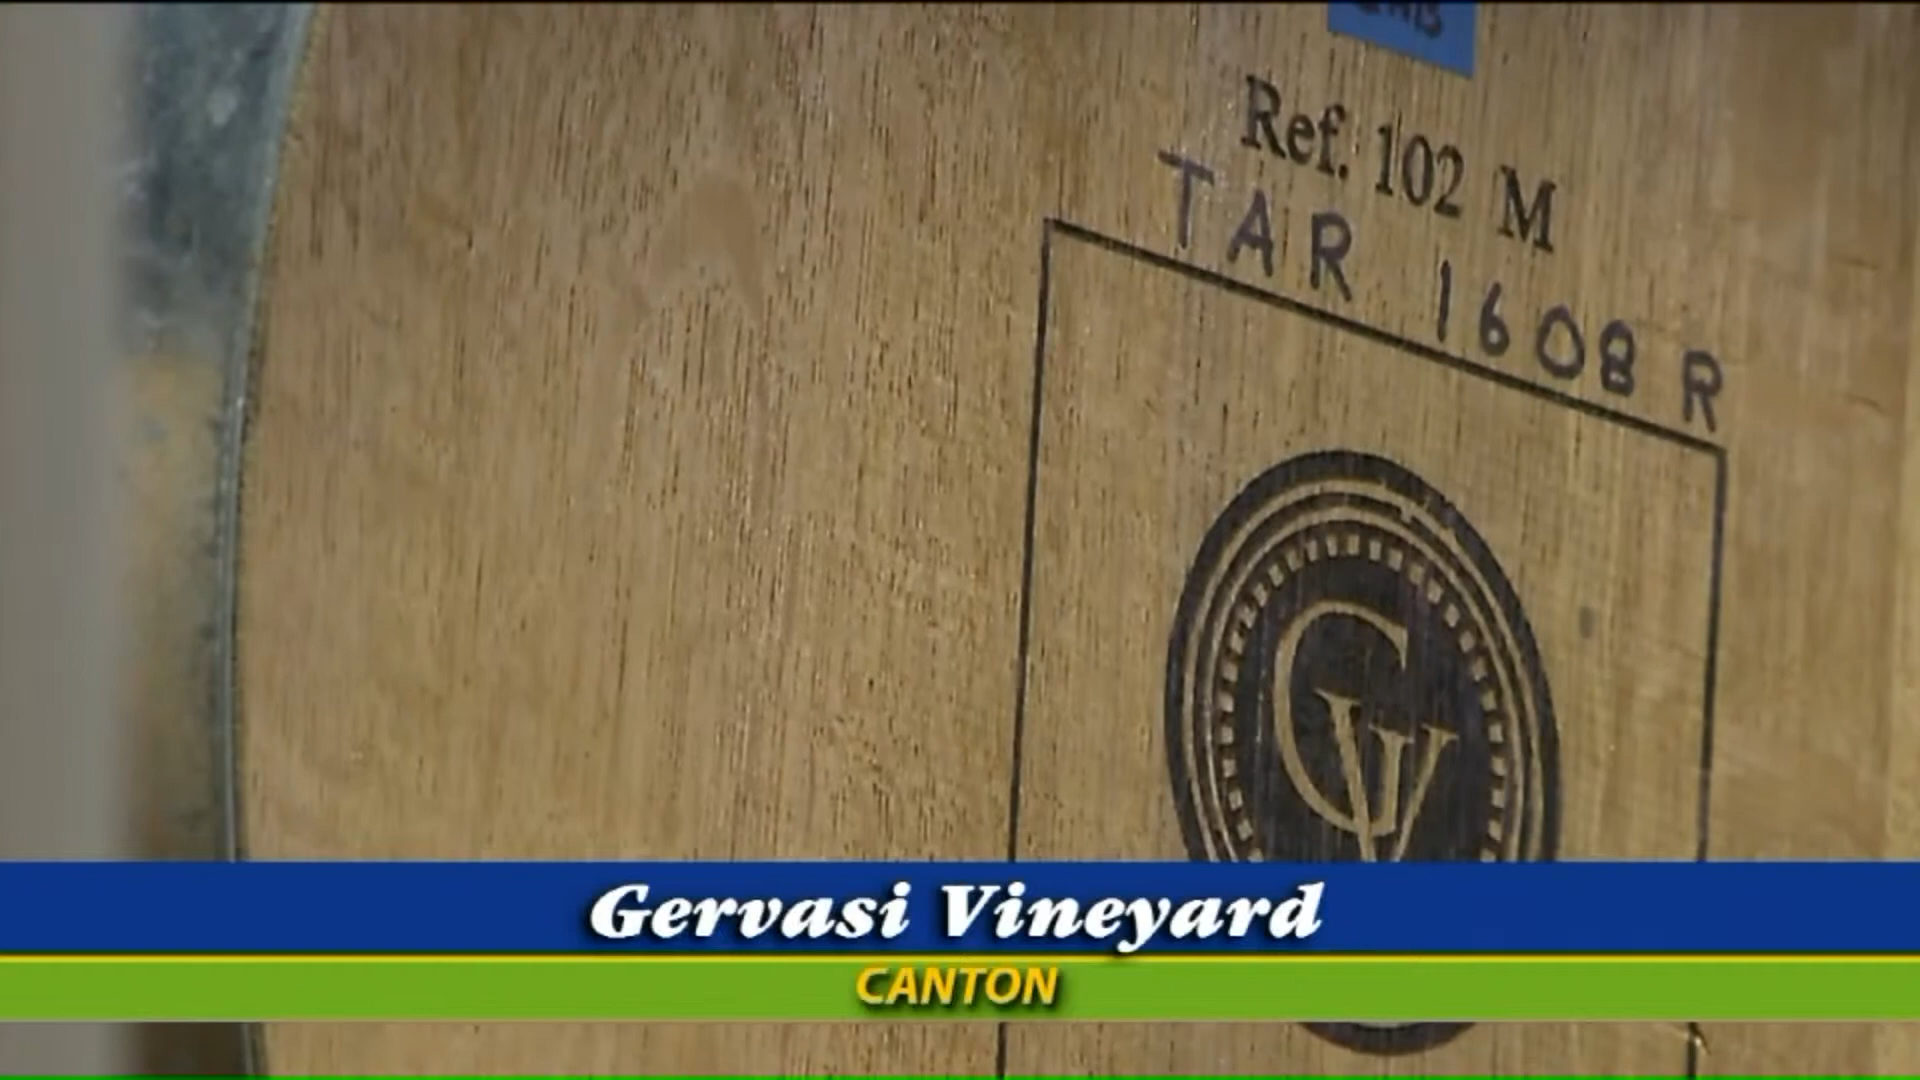 Ref. 102 M
TAR 1608 R
GV
Gervasi Vineyard
CANTON